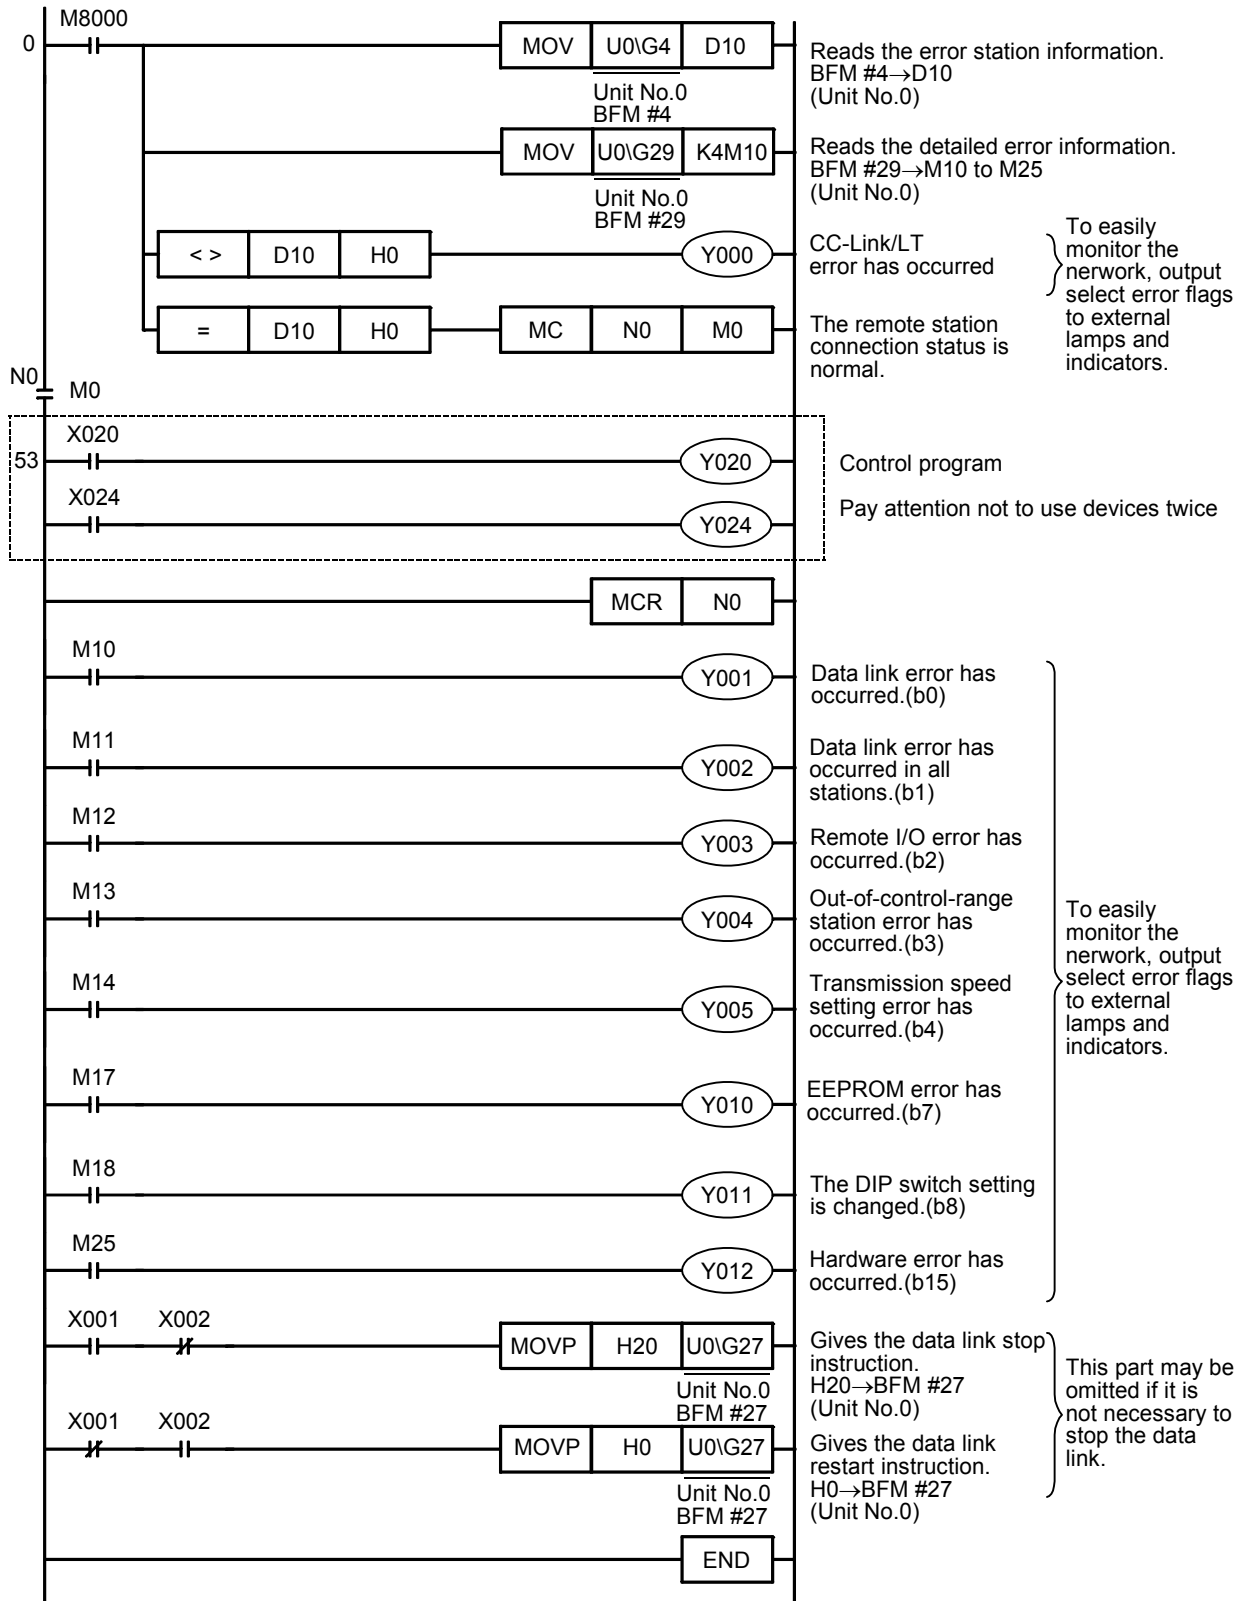 M8000
0
MOV U0\G4 D10
Unit No.0
BFM #4
Reads the error station information.
BFM #4→D10
(Unit No.0)
MOV U0\G29 K4M10
Unit No.0
BFM #29
Reads the detailed error information.
BFM #29→M10 to M25
(Unit No.0)
< > D10 H0
Y000
CC-Link/LT
error has occurred
To easily
monitor the
nerwork, output
select error flags
to external
lamps and
indicators.
= D10 H0
MC N0 M0
The remote station
connection status is
normal.
N0
M0
X020
53
Y020
Control program
X024
Y024
Pay attention not to use devices twice
MCR N0
M10
Y001
Data link error has
occurred.(b0)
M11
Y002
Data link error has
occurred in all
stations.(b1)
M12
Y003
Remote I/O error has
occurred.(b2)
M13
Y004
Out-of-control-range
station error has
occurred.(b3)
To easily
monitor the
nerwork, output
select error flags
to external
lamps and
indicators.
M14
Y005
Transmission speed
setting error has
occurred.(b4)
M17
Y010
EEPROM error has
occurred.(b7)
M18
Y011
The DIP switch setting
is changed.(b8)
M25
Y012
Hardware error has
occurred.(b15)
X001 X002
MOVP H20 U0\G27
Unit No.0
BFM #27
Gives the data link stop
instruction.
H20→BFM #27
(Unit No.0)
This part may be
omitted if it is
not necessary to
stop the data
link.
X001 X002
MOVP H0 U0\G27
Unit No.0
BFM #27
Gives the data link
restart instruction.
H0→BFM #27
(Unit No.0)
END